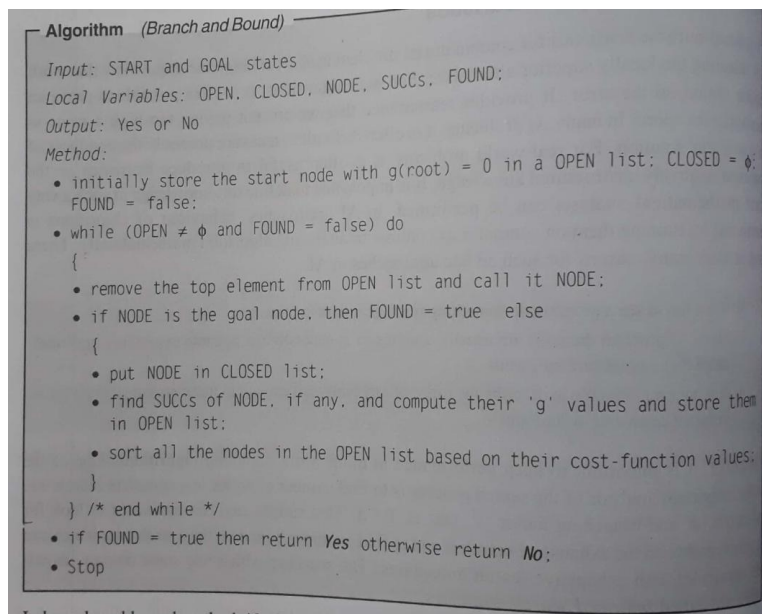 Algorithm (Branch and Bound)
Input: START and GOAL states
Local Variables: OPEN, CLOSED, NODE, SUCCs, FOUND;
Output: Yes or No
Method:
• initially store the start node with g(root) = 0 in a OPEN list; CLOSED = ϕ;
FOUND = false;
• while (OPEN ≠ ϕ and FOUND = false) do
{
• remove the top element from OPEN list and call it NODE;
• if NODE is the goal node, then FOUND = true else
{
• put NODE in CLOSED list;
• find SUCCs of NODE, if any, and compute their 'g' values and store them
in OPEN list;
• sort all the nodes in the OPEN list based on their cost-function values;
}
} /* end while */
• if FOUND = true then return Yes otherwise return No;
• Stop